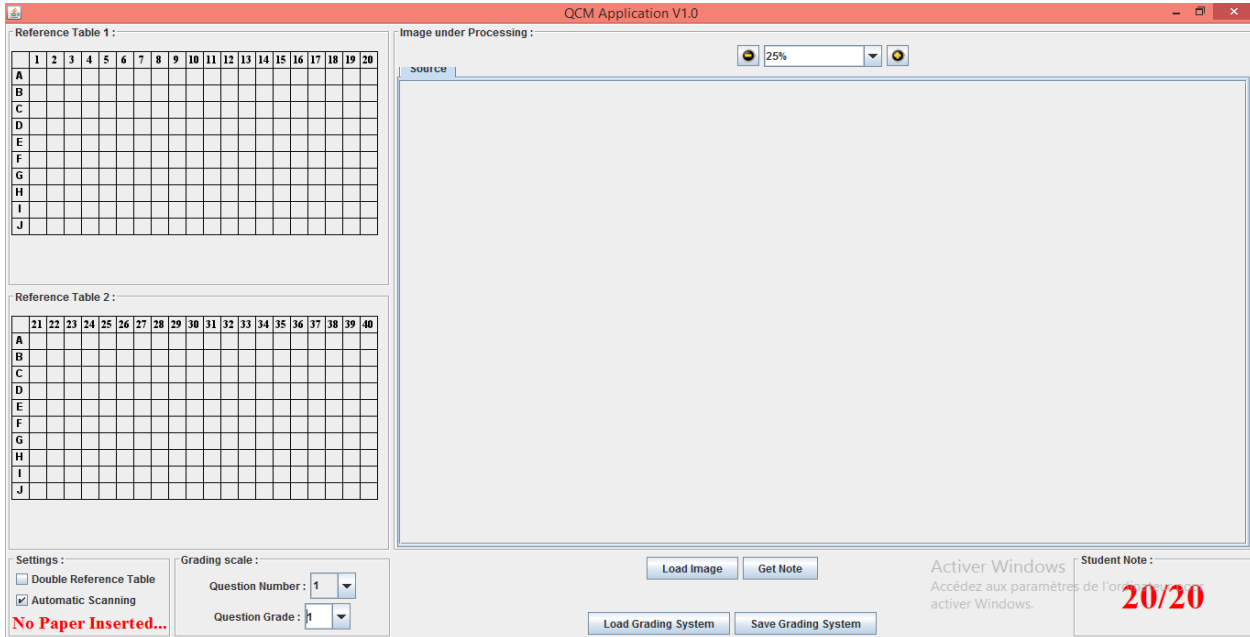 QCM Application V1.0
Reference Table 1 :
1 2 3 4 5 6 7 8 9 10 11 12 13 14 15 16 17 18 19 20
A
B
C
D
E
F
G
H
I
J
Reference Table 2 :
21 22 23 24 25 26 27 28 29 30 31 32 33 34 35 36 37 38 39 40
A
B
C
D
E
F
G
H
I
J
Settings :
Double Reference Table
Automatic Scanning
No Paper Inserted...
Grading scale :
Question Number : 1
Question Grade : 1
Image under Processing :
25%
Source
Load Image Get Note
Load Grading System Save Grading System
Activer Windows
Accédez aux paramètres de l'ordinateur pour
activer Windows.
Student Note :
20/20